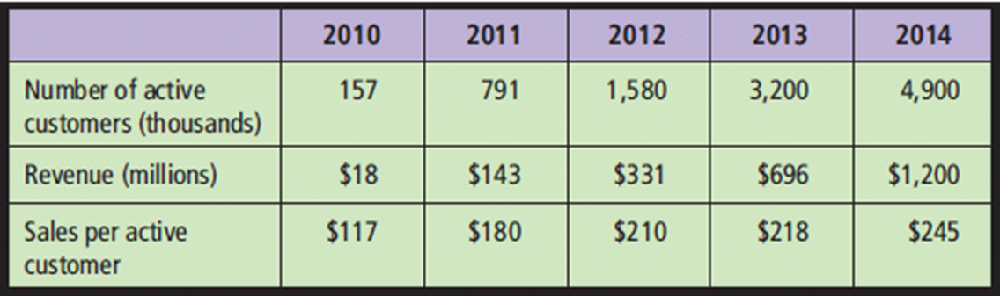 2010 2011 2012 2013 2014
Number of active 157 791 1,580 3,200 4,900
customers (thousands)
Revenue (millions) $18 $143 $331 $696 $1,200
Sales per active $117 $180 $210 $218 $245
customer